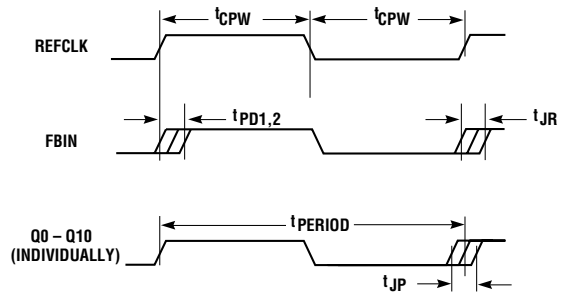 tCPW tCPW
REFCLK
tPD1,2 tJR
FBIN
tPERIOD
Q0 – Q10
(INDIVIDUALLY)
tJP